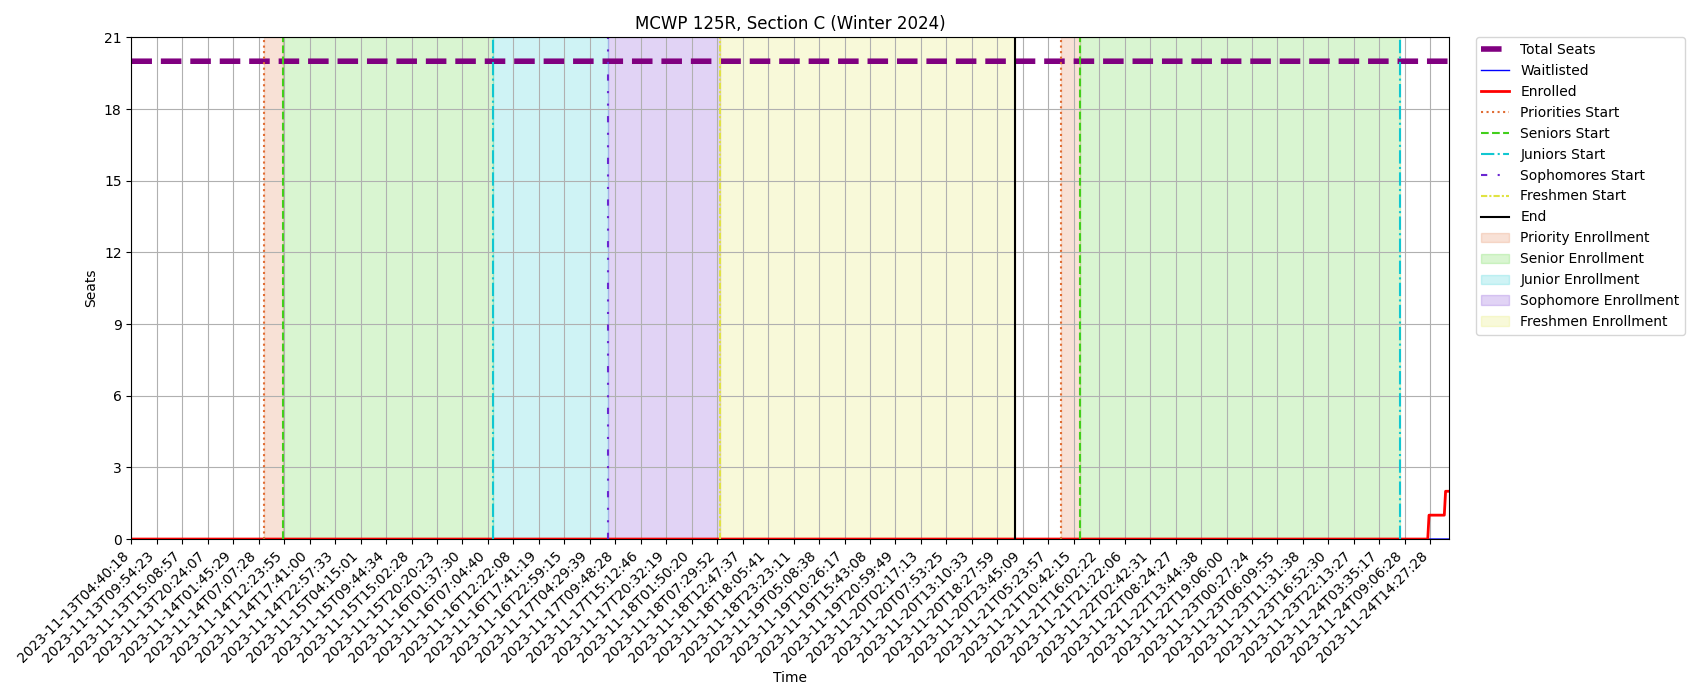 MCWP 125R, Section C (Winter 2024)
21
18
15
12
9
6
3
0
Seats
2023-11-13T04:40:18
2023-11-13T09:54:23
2023-11-13T15:08:57
2023-11-13T20:24:07
2023-11-14T01:45:29
2023-11-14T07:07:28
2023-11-14T12:23:55
2023-11-14T17:41:00
2023-11-14T22:57:33
2023-11-15T04:15:01
2023-11-15T09:44:34
2023-11-15T15:02:28
2023-11-15T20:20:23
2023-11-16T01:37:30
2023-11-16T07:04:40
2023-11-16T12:22:08
2023-11-16T17:41:19
2023-11-16T22:59:15
2023-11-17T04:29:39
2023-11-17T09:48:28
2023-11-17T15:12:46
2023-11-17T20:32:19
2023-11-18T01:50:20
2023-11-18T07:29:52
2023-11-18T12:47:37
2023-11-18T18:05:41
2023-11-18T23:23:11
2023-11-19T05:08:38
2023-11-19T10:26:17
2023-11-19T15:43:08
2023-11-19T20:59:49
2023-11-20T02:17:13
2023-11-20T07:53:25
2023-11-20T13:10:33
2023-11-20T18:27:59
2023-11-20T23:45:09
2023-11-21T05:23:57
2023-11-21T10:42:15
2023-11-21T16:02:22
2023-11-21T21:22:06
2023-11-22T02:42:31
2023-11-22T08:24:27
2023-11-22T13:44:38
2023-11-22T19:06:00
2023-11-23T00:27:24
2023-11-23T06:09:55
2023-11-23T11:31:38
2023-11-23T16:52:30
2023-11-23T22:13:27
2023-11-24T03:35:17
2023-11-24T09:06:28
2023-11-24T14:27:28
Time
Total Seats
Waitlisted
Enrolled
Priorities Start
Seniors Start
Juniors Start
Sophomores Start
Freshmen Start
End
Priority Enrollment
Senior Enrollment
Junior Enrollment
Sophomore Enrollment
Freshmen Enrollment